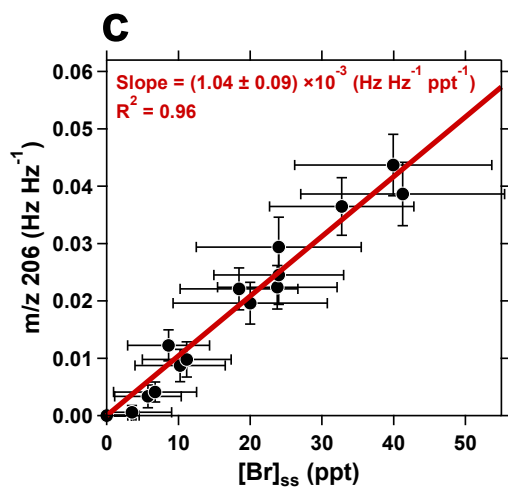 C
Slope = (1.04 ± 0.09) ×10⁻³ (Hz Hz⁻¹ ppt⁻¹)
R² = 0.96
m/z 206 (Hz Hz⁻¹)
0.06
0.05
0.04
0.03
0.02
0.01
0.00
0 10 20 30 40 50
[Br]ss (ppt)